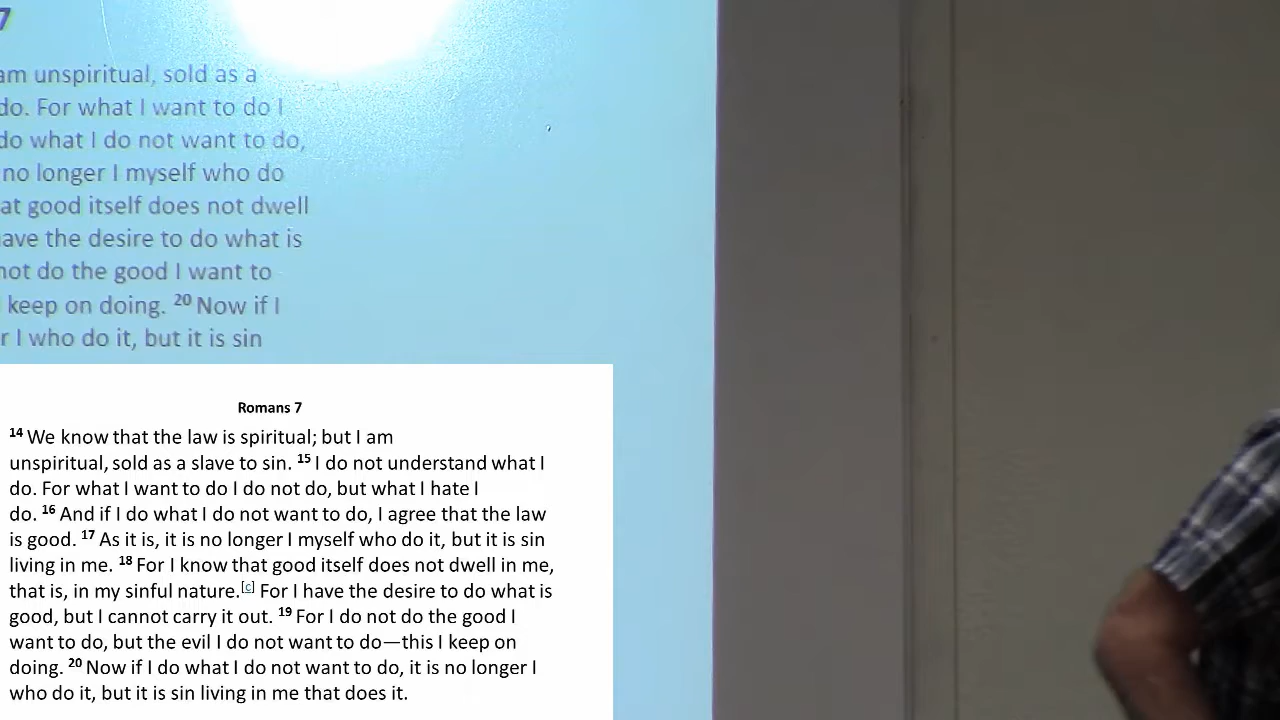 7
am unspiritual, sold as a
do. For what I want to do I
do what I do not want to do,
no longer I myself who do
at good itself does not dwell
ave the desire to do what is
not do the good I want to
keep on doing. 20 Now if I
r I who do it, but it is sin
Romans 7
14 We know that the law is spiritual; but I am
unspiritual, sold as a slave to sin. 15 I do not understand what I
do. For what I want to do I do not do, but what I hate I
do. 16 And if I do what I do not want to do, I agree that the law
is good. 17 As it is, it is no longer I myself who do it, but it is sin
living in me. 18 For I know that good itself does not dwell in me,
that is, in my sinful nature.[c] For I have the desire to do what is
good, but I cannot carry it out. 19 For I do not do the good I
want to do, but the evil I do not want to do—this I keep on
doing. 20 Now if I do what I do not want to do, it is no longer I
who do it, but it is sin living in me that does it.